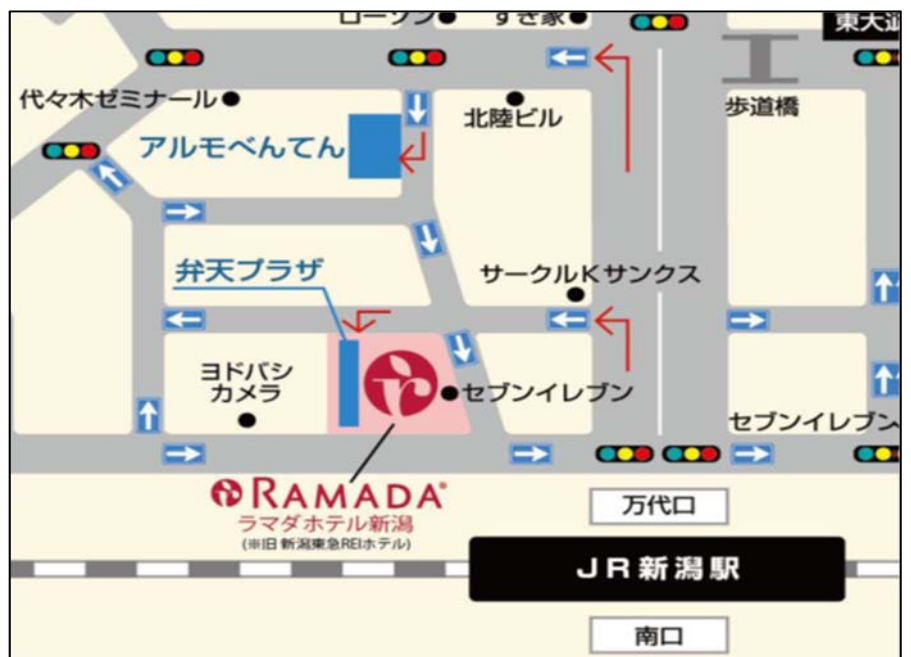 ローソン
すき家
東大通
代々木ゼミナール
北陸ビル
歩道橋
アルモべんてん
弁天プラザ
サークルKサンクス
ヨドバシ
カメラ
セブンイレブン
セブンイレブン
RAMADA®
ラマダホテル新潟
(※旧 新潟東急REIホテル)
万代口
JR新潟駅
南口